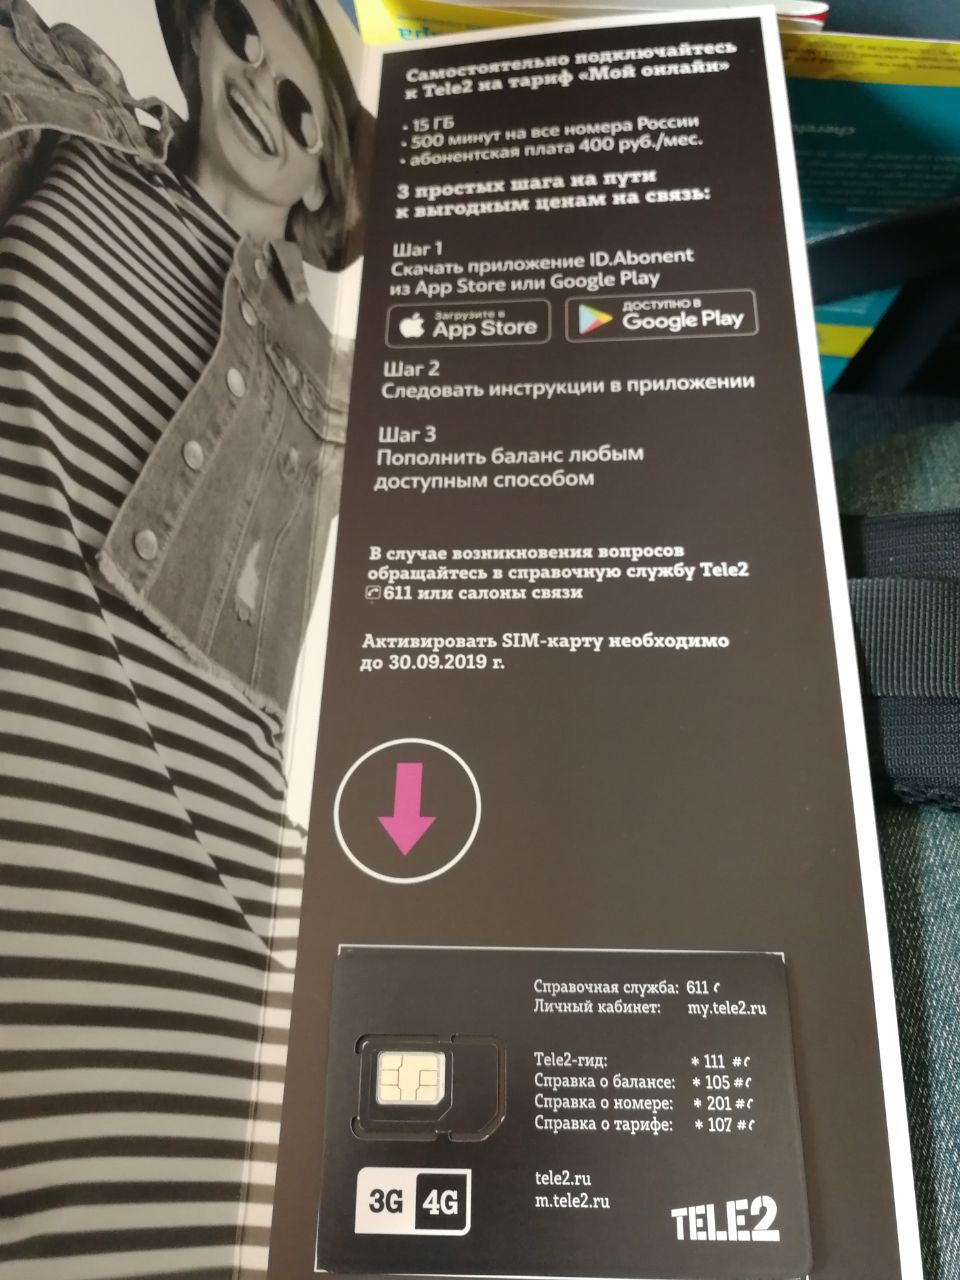 Самостоятельно подключайтесь
к Tele2 на тариф «Мой онлайн»
• 15 ГБ
• 500 минут на все номера России
• абонентская плата 400 руб./мес.
3 простых шага на пути
к выгодным ценам на связь:
Шаг 1
Скачать приложение ID.Abonent
из App Store или Google Play
Загрузите в
App Store
ДОСТУПНО В
Google Play
Шаг 2
Следовать инструкции в приложении
Шаг 3
Пополнить баланс любым
доступным способом
В случае возникновения вопросов
обращайтесь в справочную службу Tele2
611 или салоны связи
Активировать SIM-карту необходимо
до 30.09.2019 г.
Справочная служба: 611
Личный кабинет: my.tele2.ru
Tele2-гид: * 111 #
Справка о балансе: * 105 #
Справка о номере: * 201 #
Справка о тарифе: * 107 #
tele2.ru
m.tele2.ru
3G 4G
TELE2